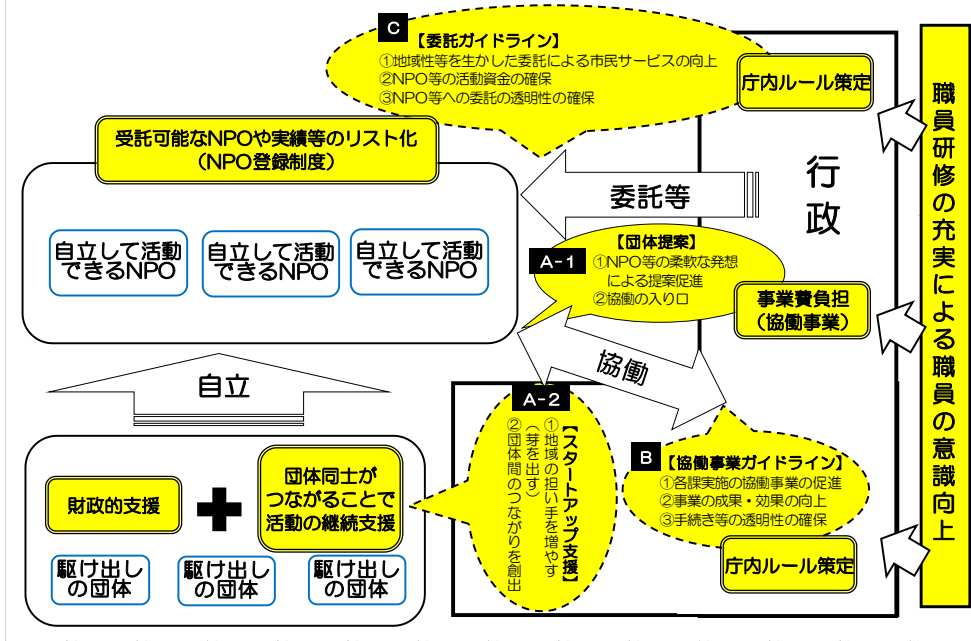 C
【委託ガイドライン】
①地域性等を生かした委託による市民サービスの向上
②NPO等の活動資金の確保
③NPO等への委託の透明性の確保
庁内ルール策定
職員研修の充実による職員の意識向上
受託可能なNPOや実績等のリスト化
（NPO登録制度）
行政
委託等
自立して活動
できるNPO
自立して活動
できるNPO
自立して活動
できるNPO
A-1
【団体提案】
①NPO等の柔軟な発想
による提案促進
②協働の入り口
事業費負担
（協働事業）
協働
自立
A-2
【スタートアップ支援】
①地域の担い手を増やす
（芽を出す）
②団体間のつながりを創出
B
【協働事業ガイドライン】
①各課実施の協働事業の促進
②事業の成果・効果の向上
③手続き等の透明性の確保
庁内ルール策定
財政的支援
＋
団体同士が
つながることで
活動の継続支援
駆け出し
の団体
駆け出し
の団体
駆け出し
の団体